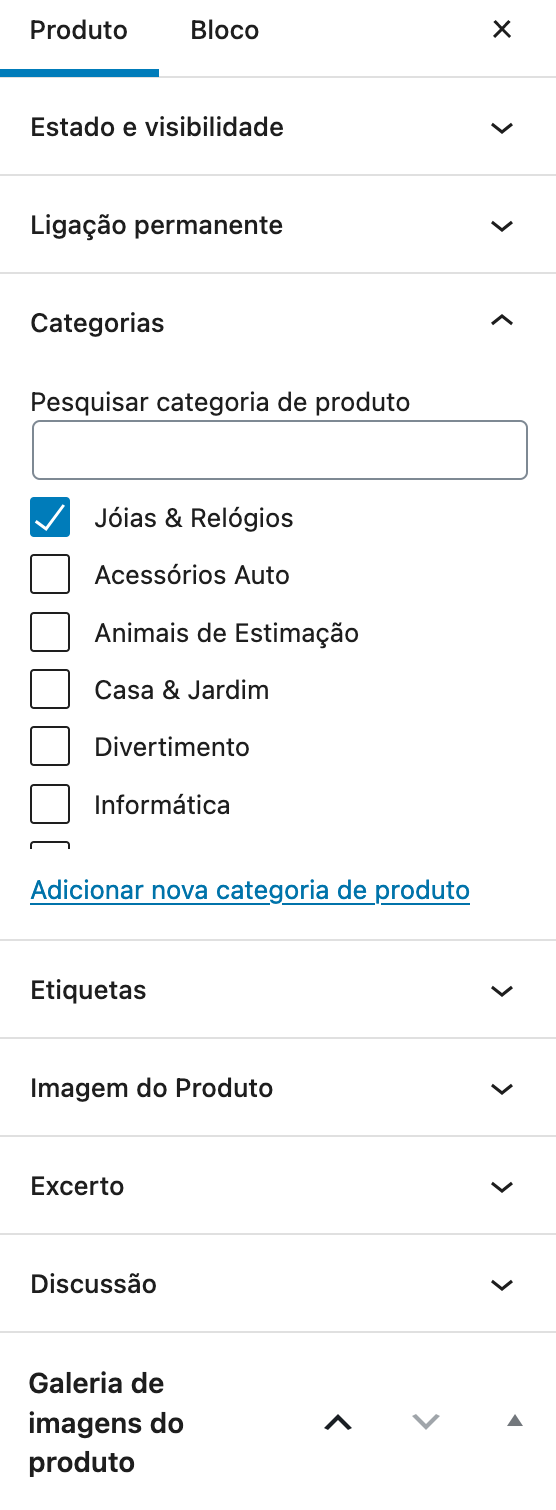 Produto Bloco
Estado e visibilidade
Ligação permanente
Categorias
Pesquisar categoria de produto
Jóias & Relógios
Acessórios Auto
Animais de Estimação
Casa & Jardim
Divertimento
Informática
Adicionar nova categoria de produto
Etiquetas
Imagem do Produto
Excerto
Discussão
Galeria de
imagens do
produto